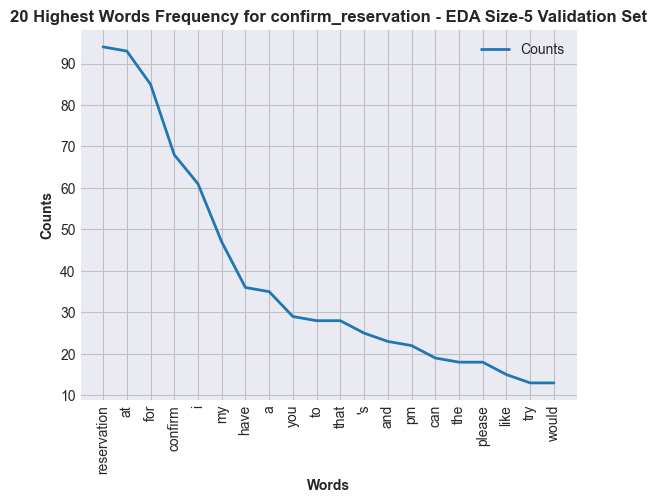 20 Highest Words Frequency for confirm_reservation - EDA Size-5 Validation Set
Counts
90
80
70
60
50
40
30
20
10
Counts
reservation
at
for
confirm
i
my
have
a
you
to
that
's
and
pm
can
the
please
like
try
would
Words